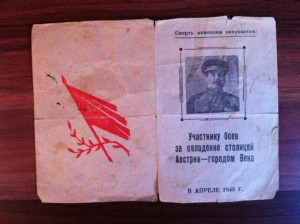 Смерть немецким оккупантам
Участнику боев
за овладение столицей
Австрии—городом Вена
В АПРЕЛЕ 1945 г.